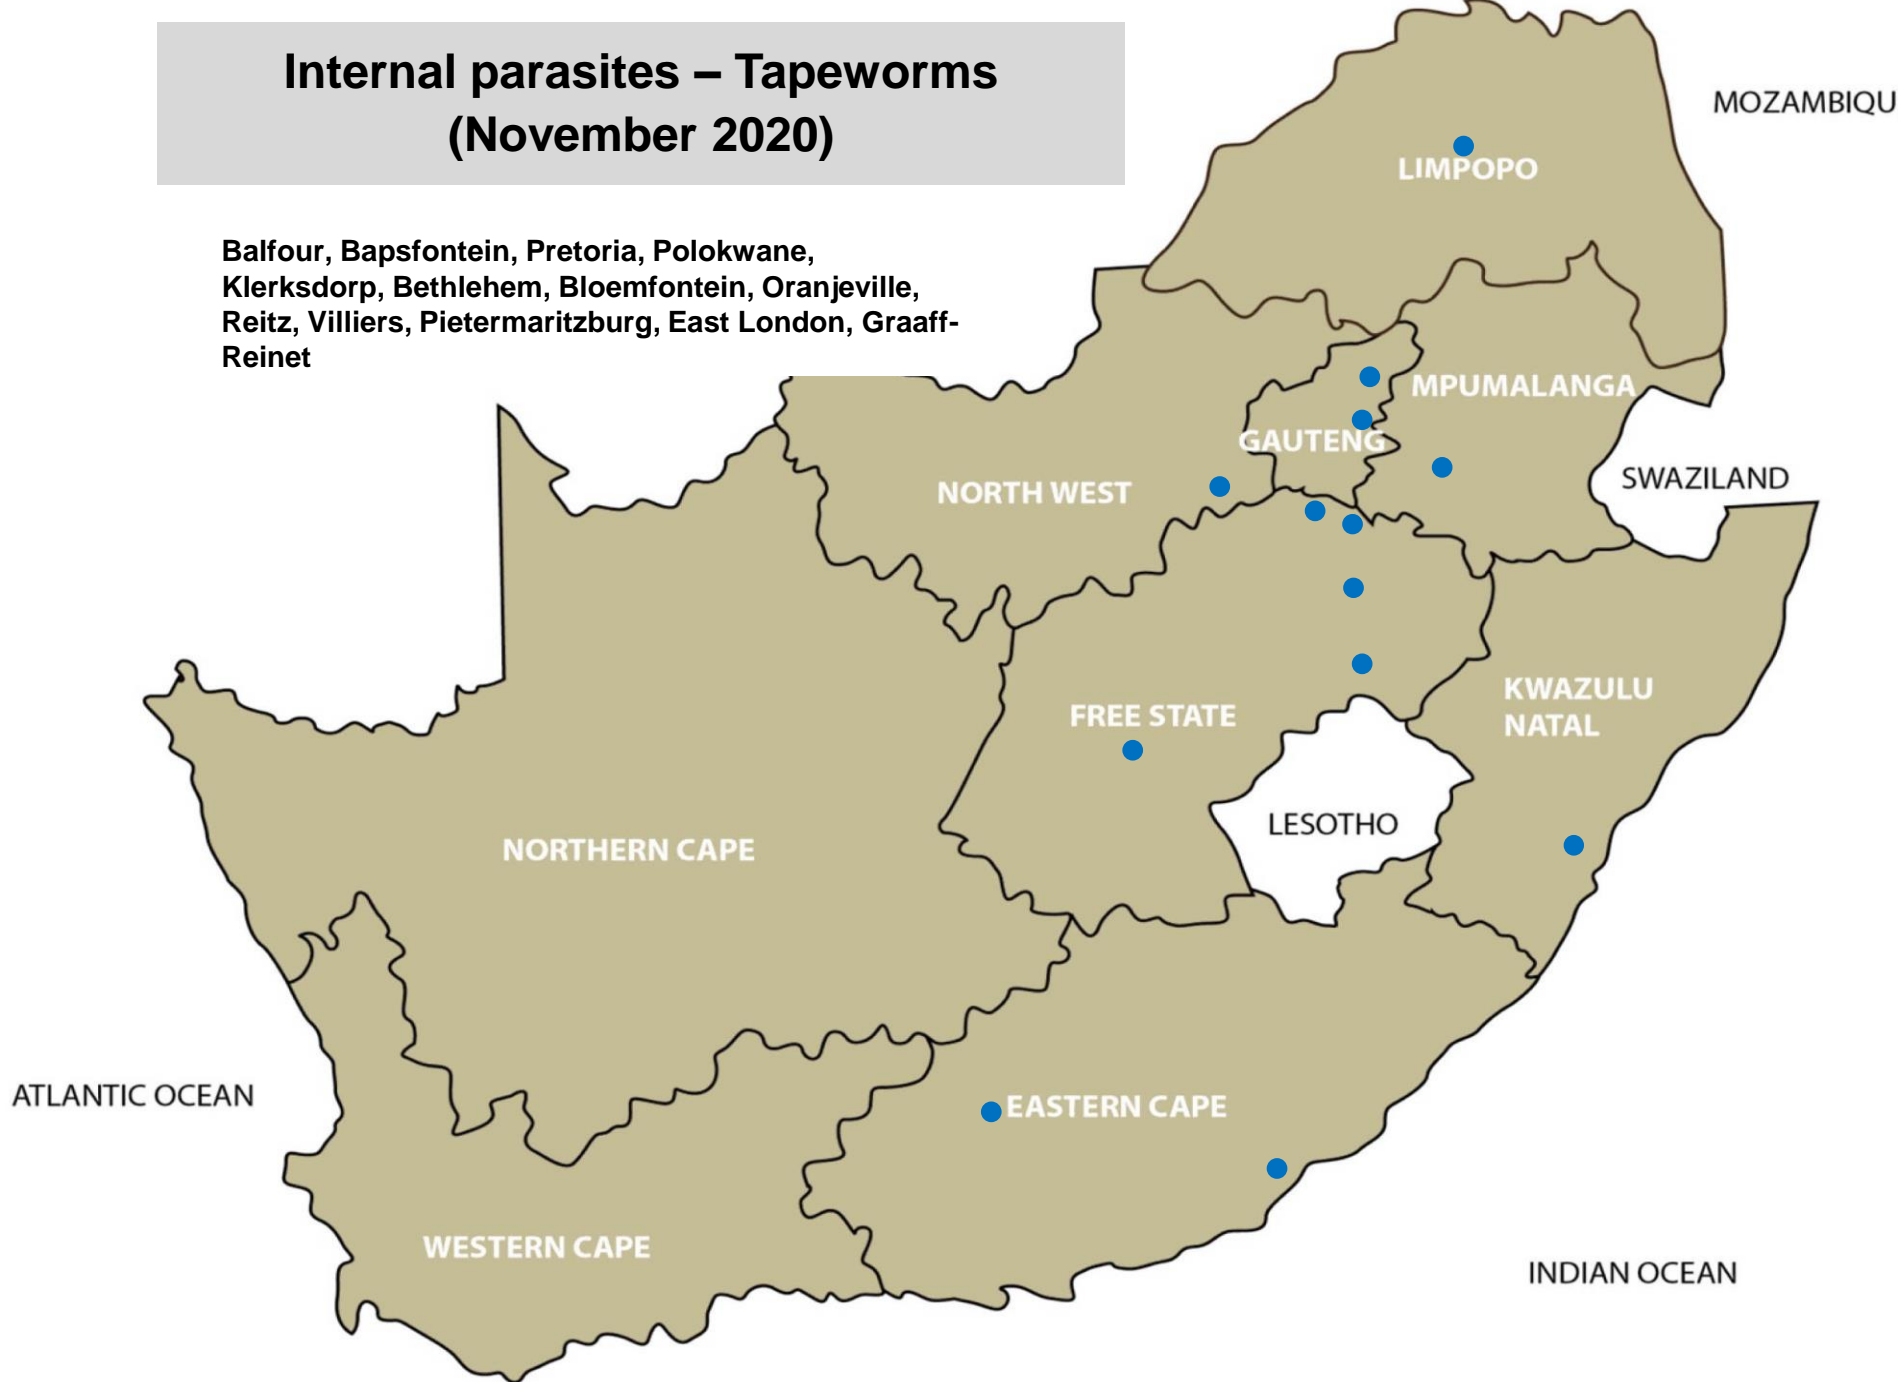 Internal parasites – Tapeworms
(November 2020)
MOZAMBIQU
LIMPOPO
Balfour, Bapsfontein, Pretoria, Polokwane,
Klerksdorp, Bethlehem, Bloemfontein, Oranjeville,
Reitz, Villiers, Pietermaritzburg, East London, Graaff-
Reinet
MPUMALANGA
GAUTENG
SWAZILAND
NORTH WEST
KWAZULU
NATAL
FREE STATE
LESOTHO
NORTHERN CAPE
ATLANTIC OCEAN
EASTERN CAPE
WESTERN CAPE
INDIAN OCEAN